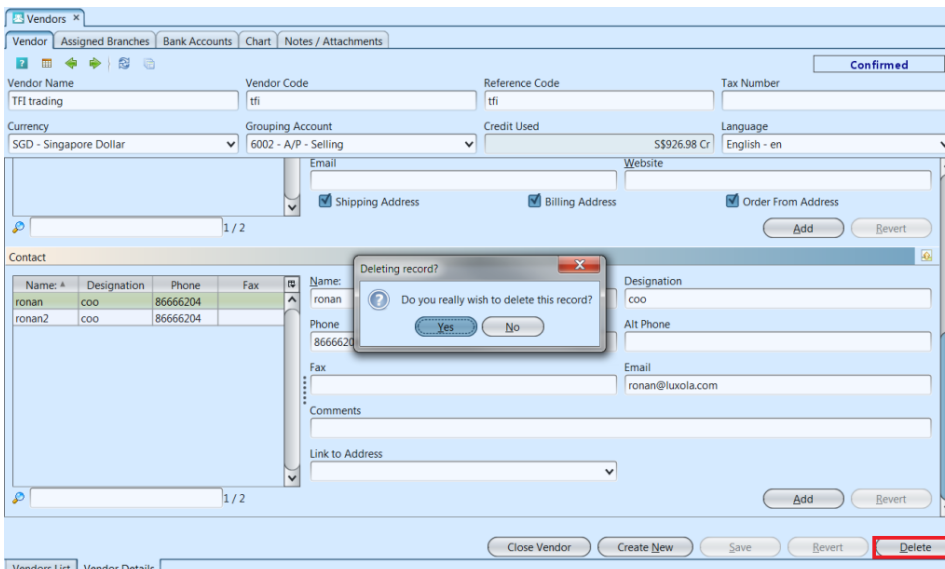 Vendors ×
Vendor Assigned Branches Bank Accounts Chart Notes / Attachments
Confirmed
Vendor Name Vendor Code Reference Code Tax Number
TFI trading tfi tfi
Currency Grouping Account Credit Used Language
SGD - Singapore Dollar 6002 - A/P - Selling S$926.98 Cr English - en
Email Website
Shipping Address Billing Address Order From Address
1 / 2 Add Revert
Contact
Name: Designation Phone Fax
ronan coo 86666204
ronan2 coo 86666204
Deleting record?
Do you really wish to delete this record?
Yes No
Name: Designation
ronan coo
Phone Alt Phone
8666620
Fax Email
ronan@luxola.com
Comments
Link to Address
1 / 2 Add Revert
Close Vendor Create New Save Revert Delete
Vendors List Vendor Details